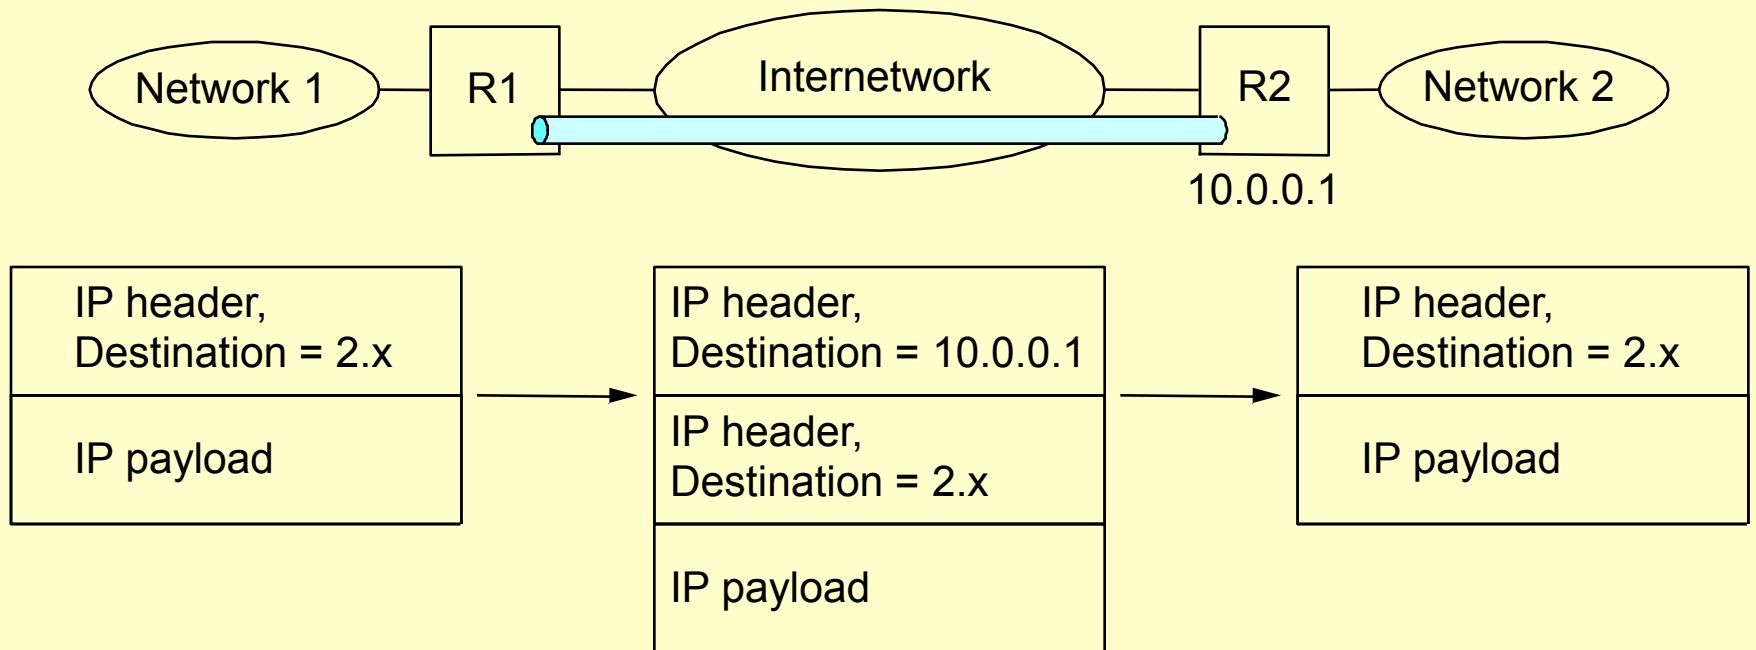 Network 1
R1
Internetwork
R2
Network 2
10.0.0.1
IP header,
Destination = 2.x
IP payload
IP header,
Destination = 10.0.0.1
IP header,
Destination = 2.x
IP payload
IP header,
Destination = 2.x
IP payload